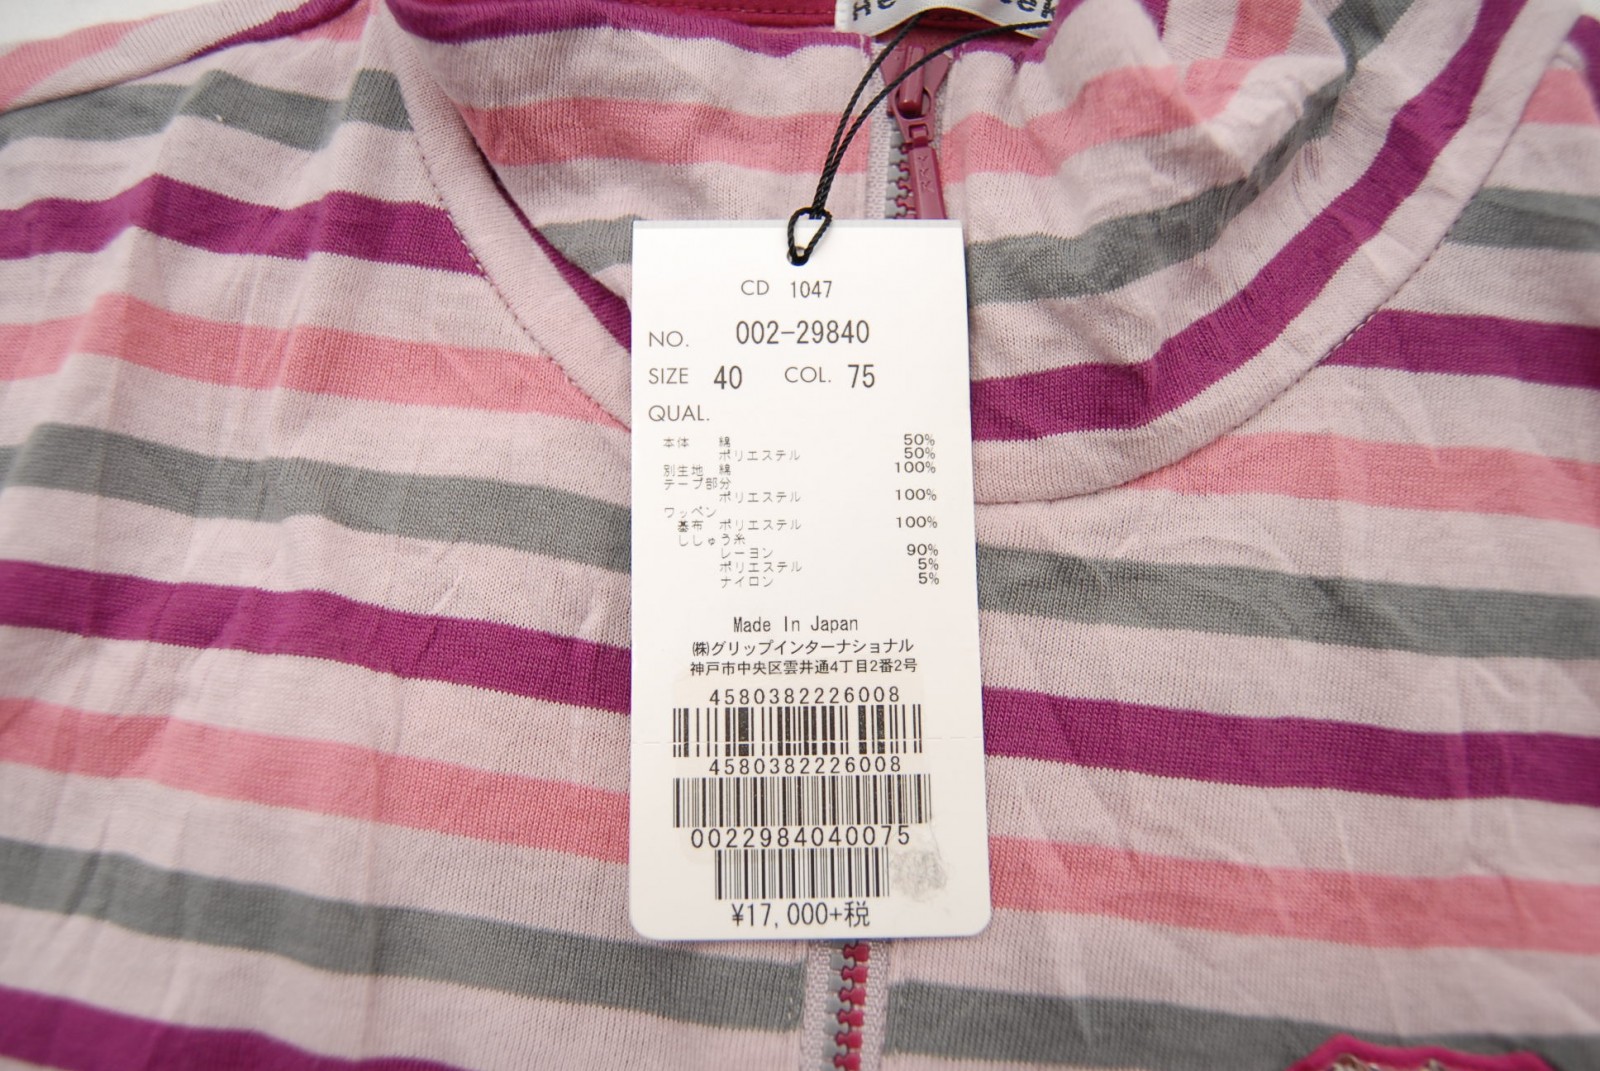 CD 1047
NO. 002-29840
SIZE 40 COL. 75
QUAL.
本体 綿 50%
ポリエステル 50%
別生地 綿 100%
テープ部分
ポリエステル 100%
ワッペン
基布 ポリエステル 100%
ししゅう糸
レーヨン 90%
ポリエステル 5%
ナイロン 5%
Made In Japan
㈱グリップインターナショナル
神戸市中央区雲井通4丁目2番2号
4580382226008
4580382226008
0022984040075
¥17,000+税